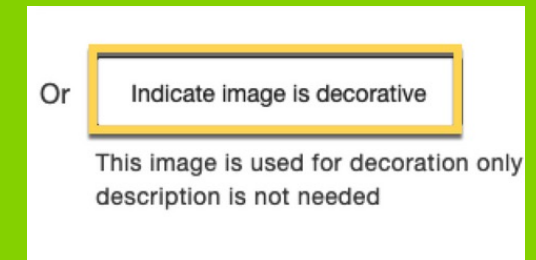 Or
Indicate image is decorative
This image is used for decoration only
description is not needed